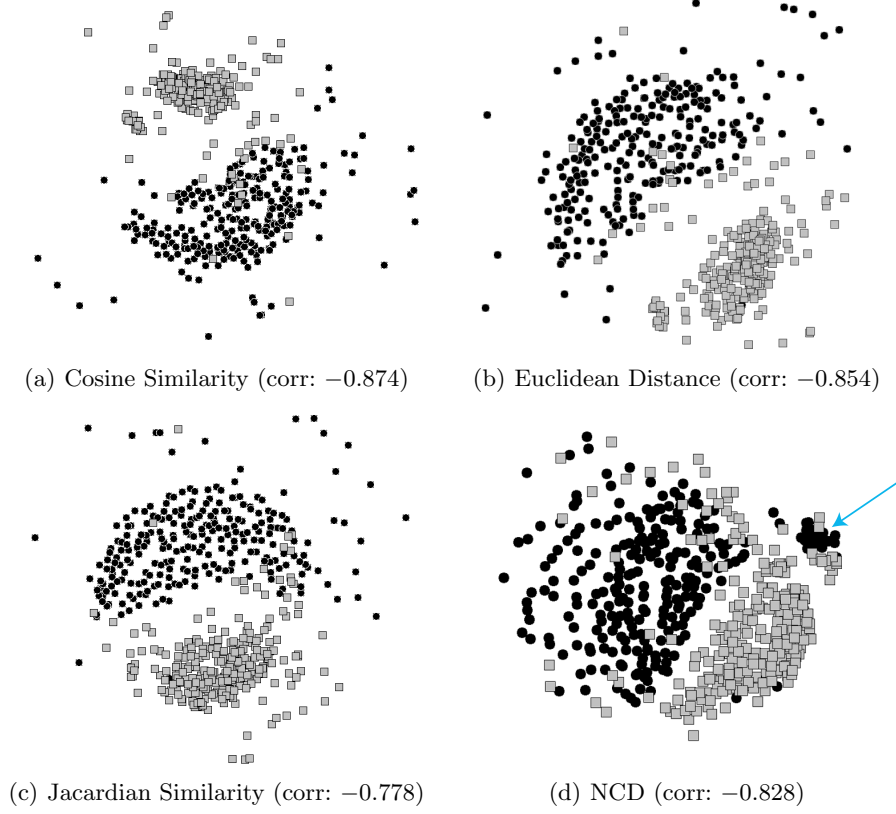 (a) Cosine Similarity (corr: −0.874)
(b) Euclidean Distance (corr: −0.854)
(c) Jacardian Similarity (corr: −0.778)
(d) NCD (corr: −0.828)